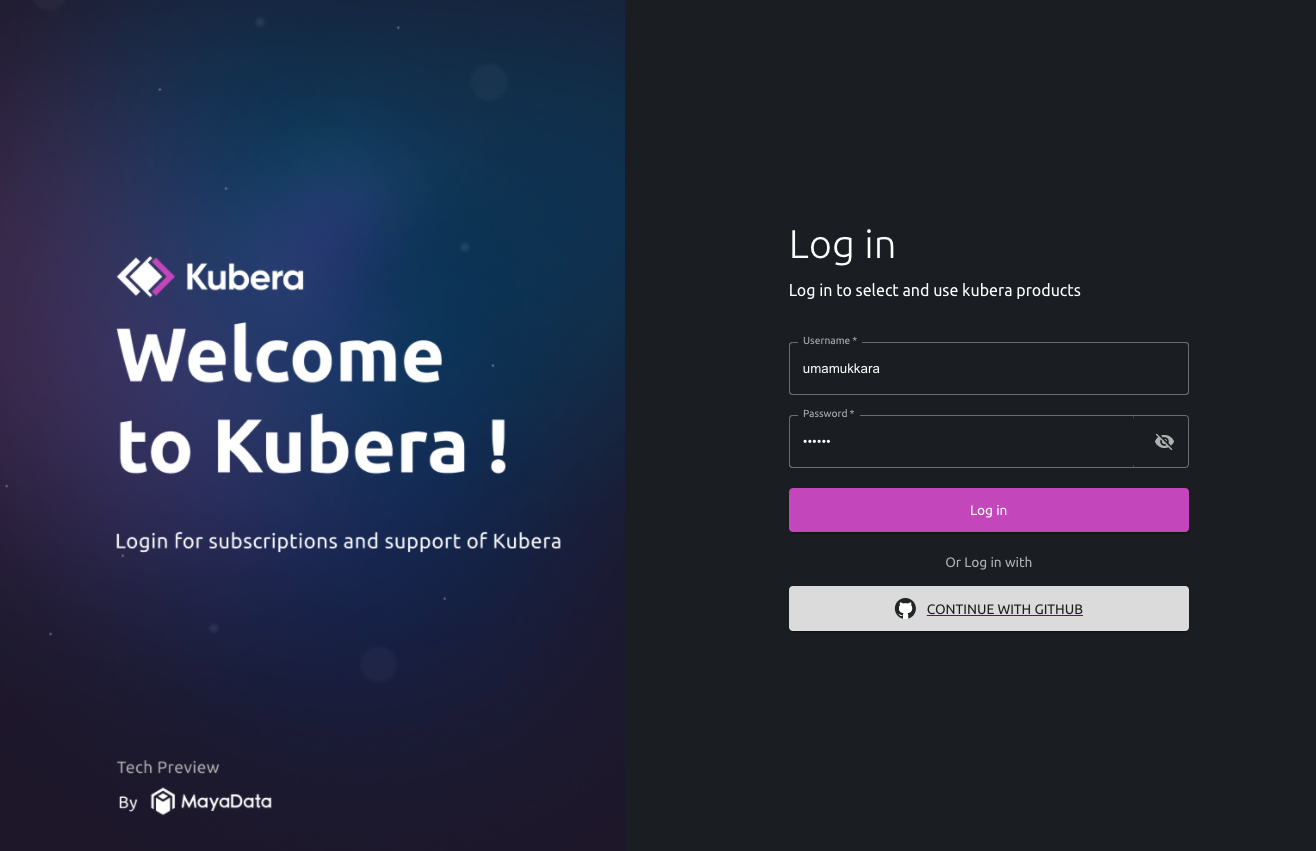 Kubera
Welcome
to Kubera !
Login for subscriptions and support of Kubera
Tech Preview
By MayaData
Log in
Log in to select and use kubera products
Username *
umamukkara
Password *
••••••
Log in
Or Log in with
CONTINUE WITH GITHUB